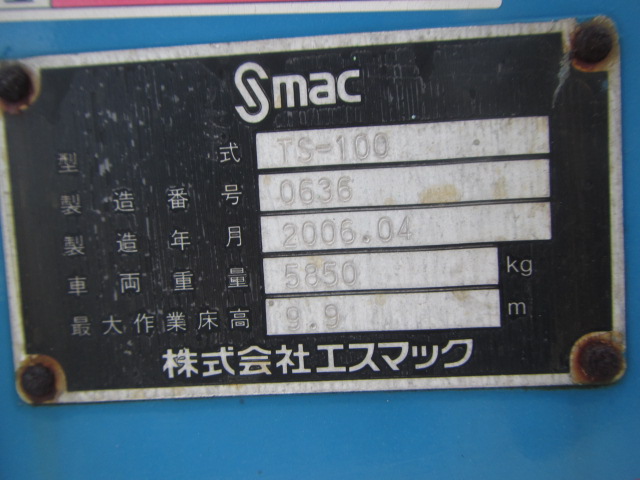 Smac
型式 TS-100
製造番号 0636
製造年月 2006.04
車両重量 5850 kg
最大作業床高 9.9 m
株式会社エスマック